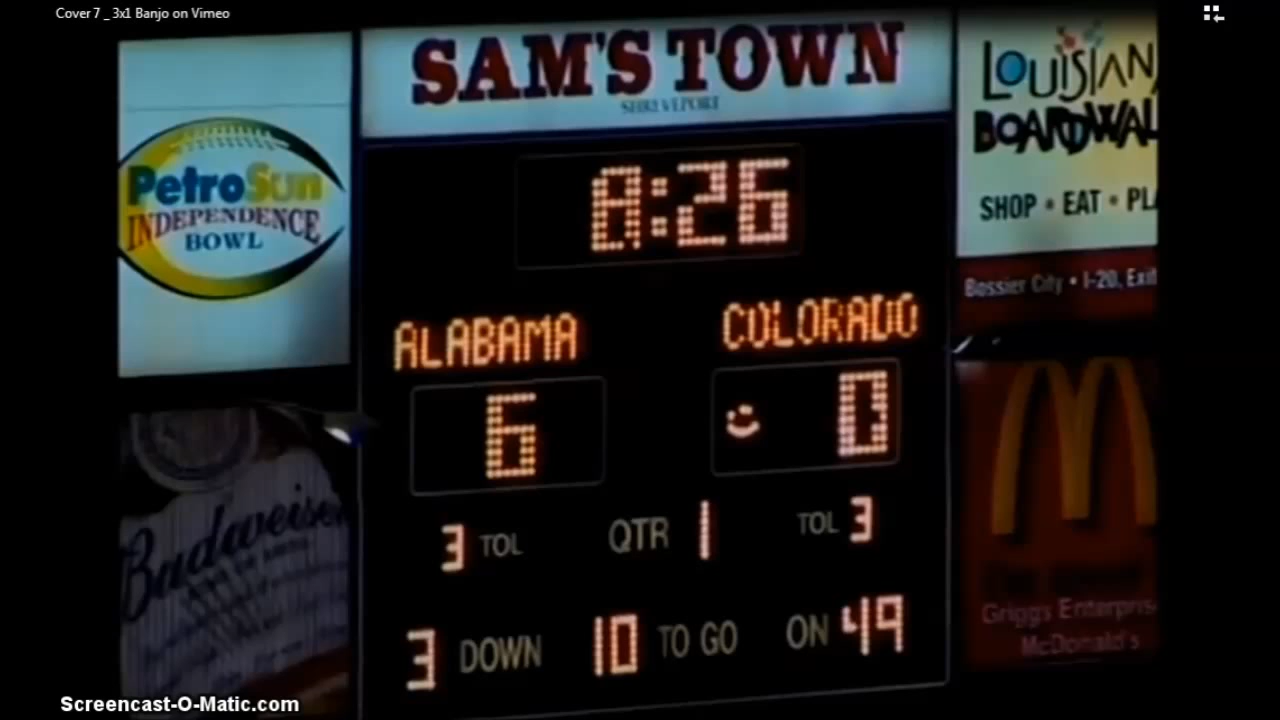 Cover 7 _ 3x1 Banjo on Vimeo
SAM'S TOWN
SHREVEPORT
PetroSun
INDEPENDENCE
BOWL
LOUISIAN
BOARDWAL
SHOP • EAT • PLA
Bossier City • I-20, Exit
8:26
ALABAMA COLORADO
6 0
3 TOL QTR 1 TOL 3
3 DOWN 10 TO GO ON 49
Budweiser
Griggs Enterpris
McDonald's
Screencast-O-Matic.com